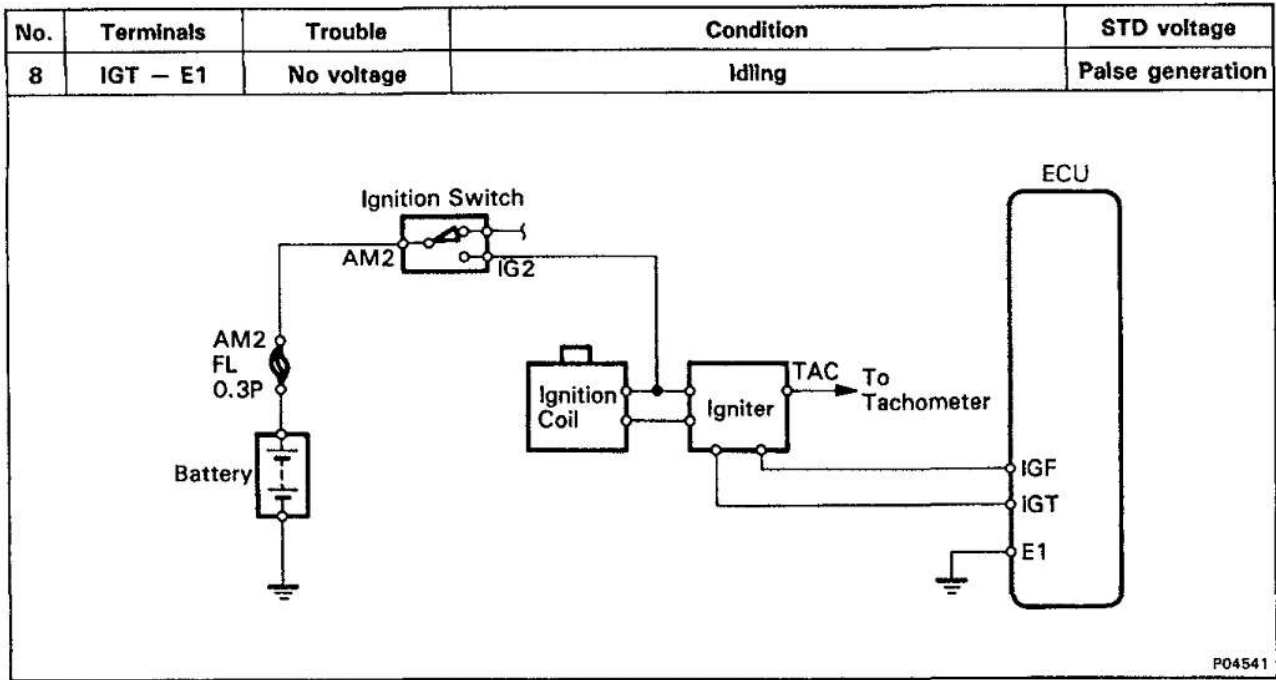 No. Terminals Trouble Condition STD voltage
8 IGT — E1 No voltage Idling Palse generation
ECU
Ignition Switch
AM2
IG2
AM2
FL
0.3P
TAC
To
Tachometer
Ignition
Coil
Igniter
Battery
IGF
IGT
E1
P04541